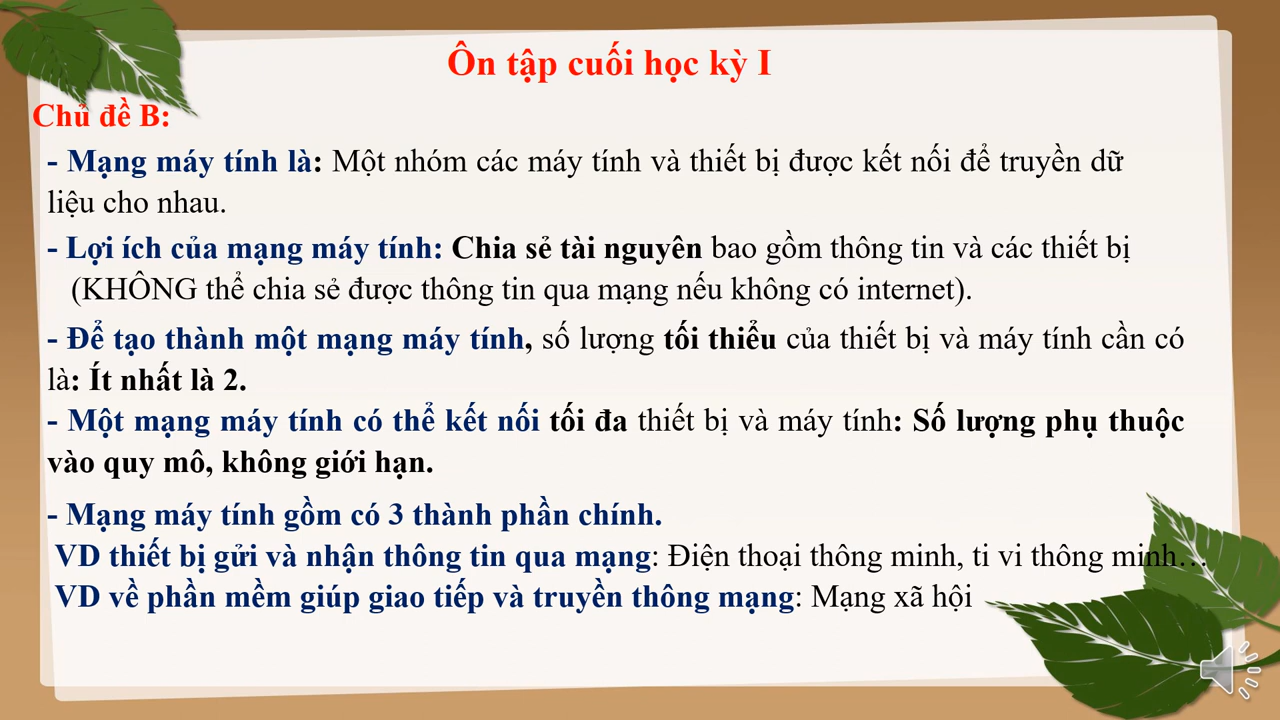 Ôn tập cuối học kỳ I
Chủ đề B:
- Mạng máy tính là: Một nhóm các máy tính và thiết bị được kết nối để truyền dữ
liệu cho nhau.
- Lợi ích của mạng máy tính: Chia sẻ tài nguyên bao gồm thông tin và các thiết bị
(KHÔNG thể chia sẻ được thông tin qua mạng nếu không có internet).
- Để tạo thành một mạng máy tính, số lượng tối thiểu của thiết bị và máy tính cần có
là: Ít nhất là 2.
- Một mạng máy tính có thể kết nối tối đa thiết bị và máy tính: Số lượng phụ thuộc
vào quy mô, không giới hạn.
- Mạng máy tính gồm có 3 thành phần chính.
VD thiết bị gửi và nhận thông tin qua mạng: Điện thoại thông minh, ti vi thông minh…
VD về phần mềm giúp giao tiếp và truyền thông mạng: Mạng xã hội